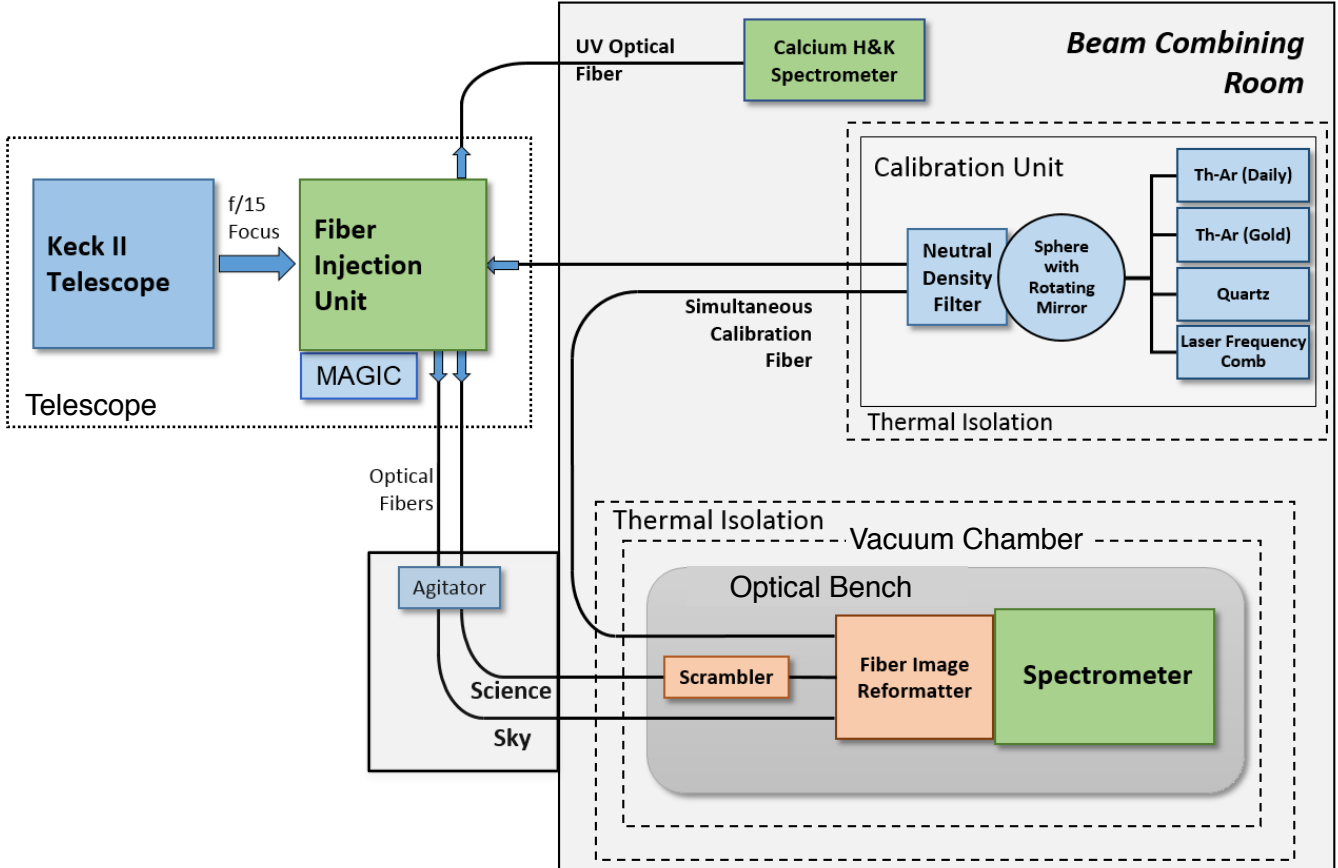 UV Optical
Fiber
Calcium H&K
Spectrometer
Beam Combining
Room
Keck II
Telescope
f/15
Focus
Fiber
Injection
Unit
MAGIC
Telescope
Calibration Unit
Neutral
Density
Filter
Sphere
with
Rotating
Mirror
Th-Ar (Daily)
Th-Ar (Gold)
Quartz
Laser Frequency
Comb
Thermal Isolation
Simultaneous
Calibration
Fiber
Optical
Fibers
Agitator
Science
Sky
Thermal Isolation
Vacuum Chamber
Optical Bench
Scrambler
Fiber Image
Reformatter
Spectrometer